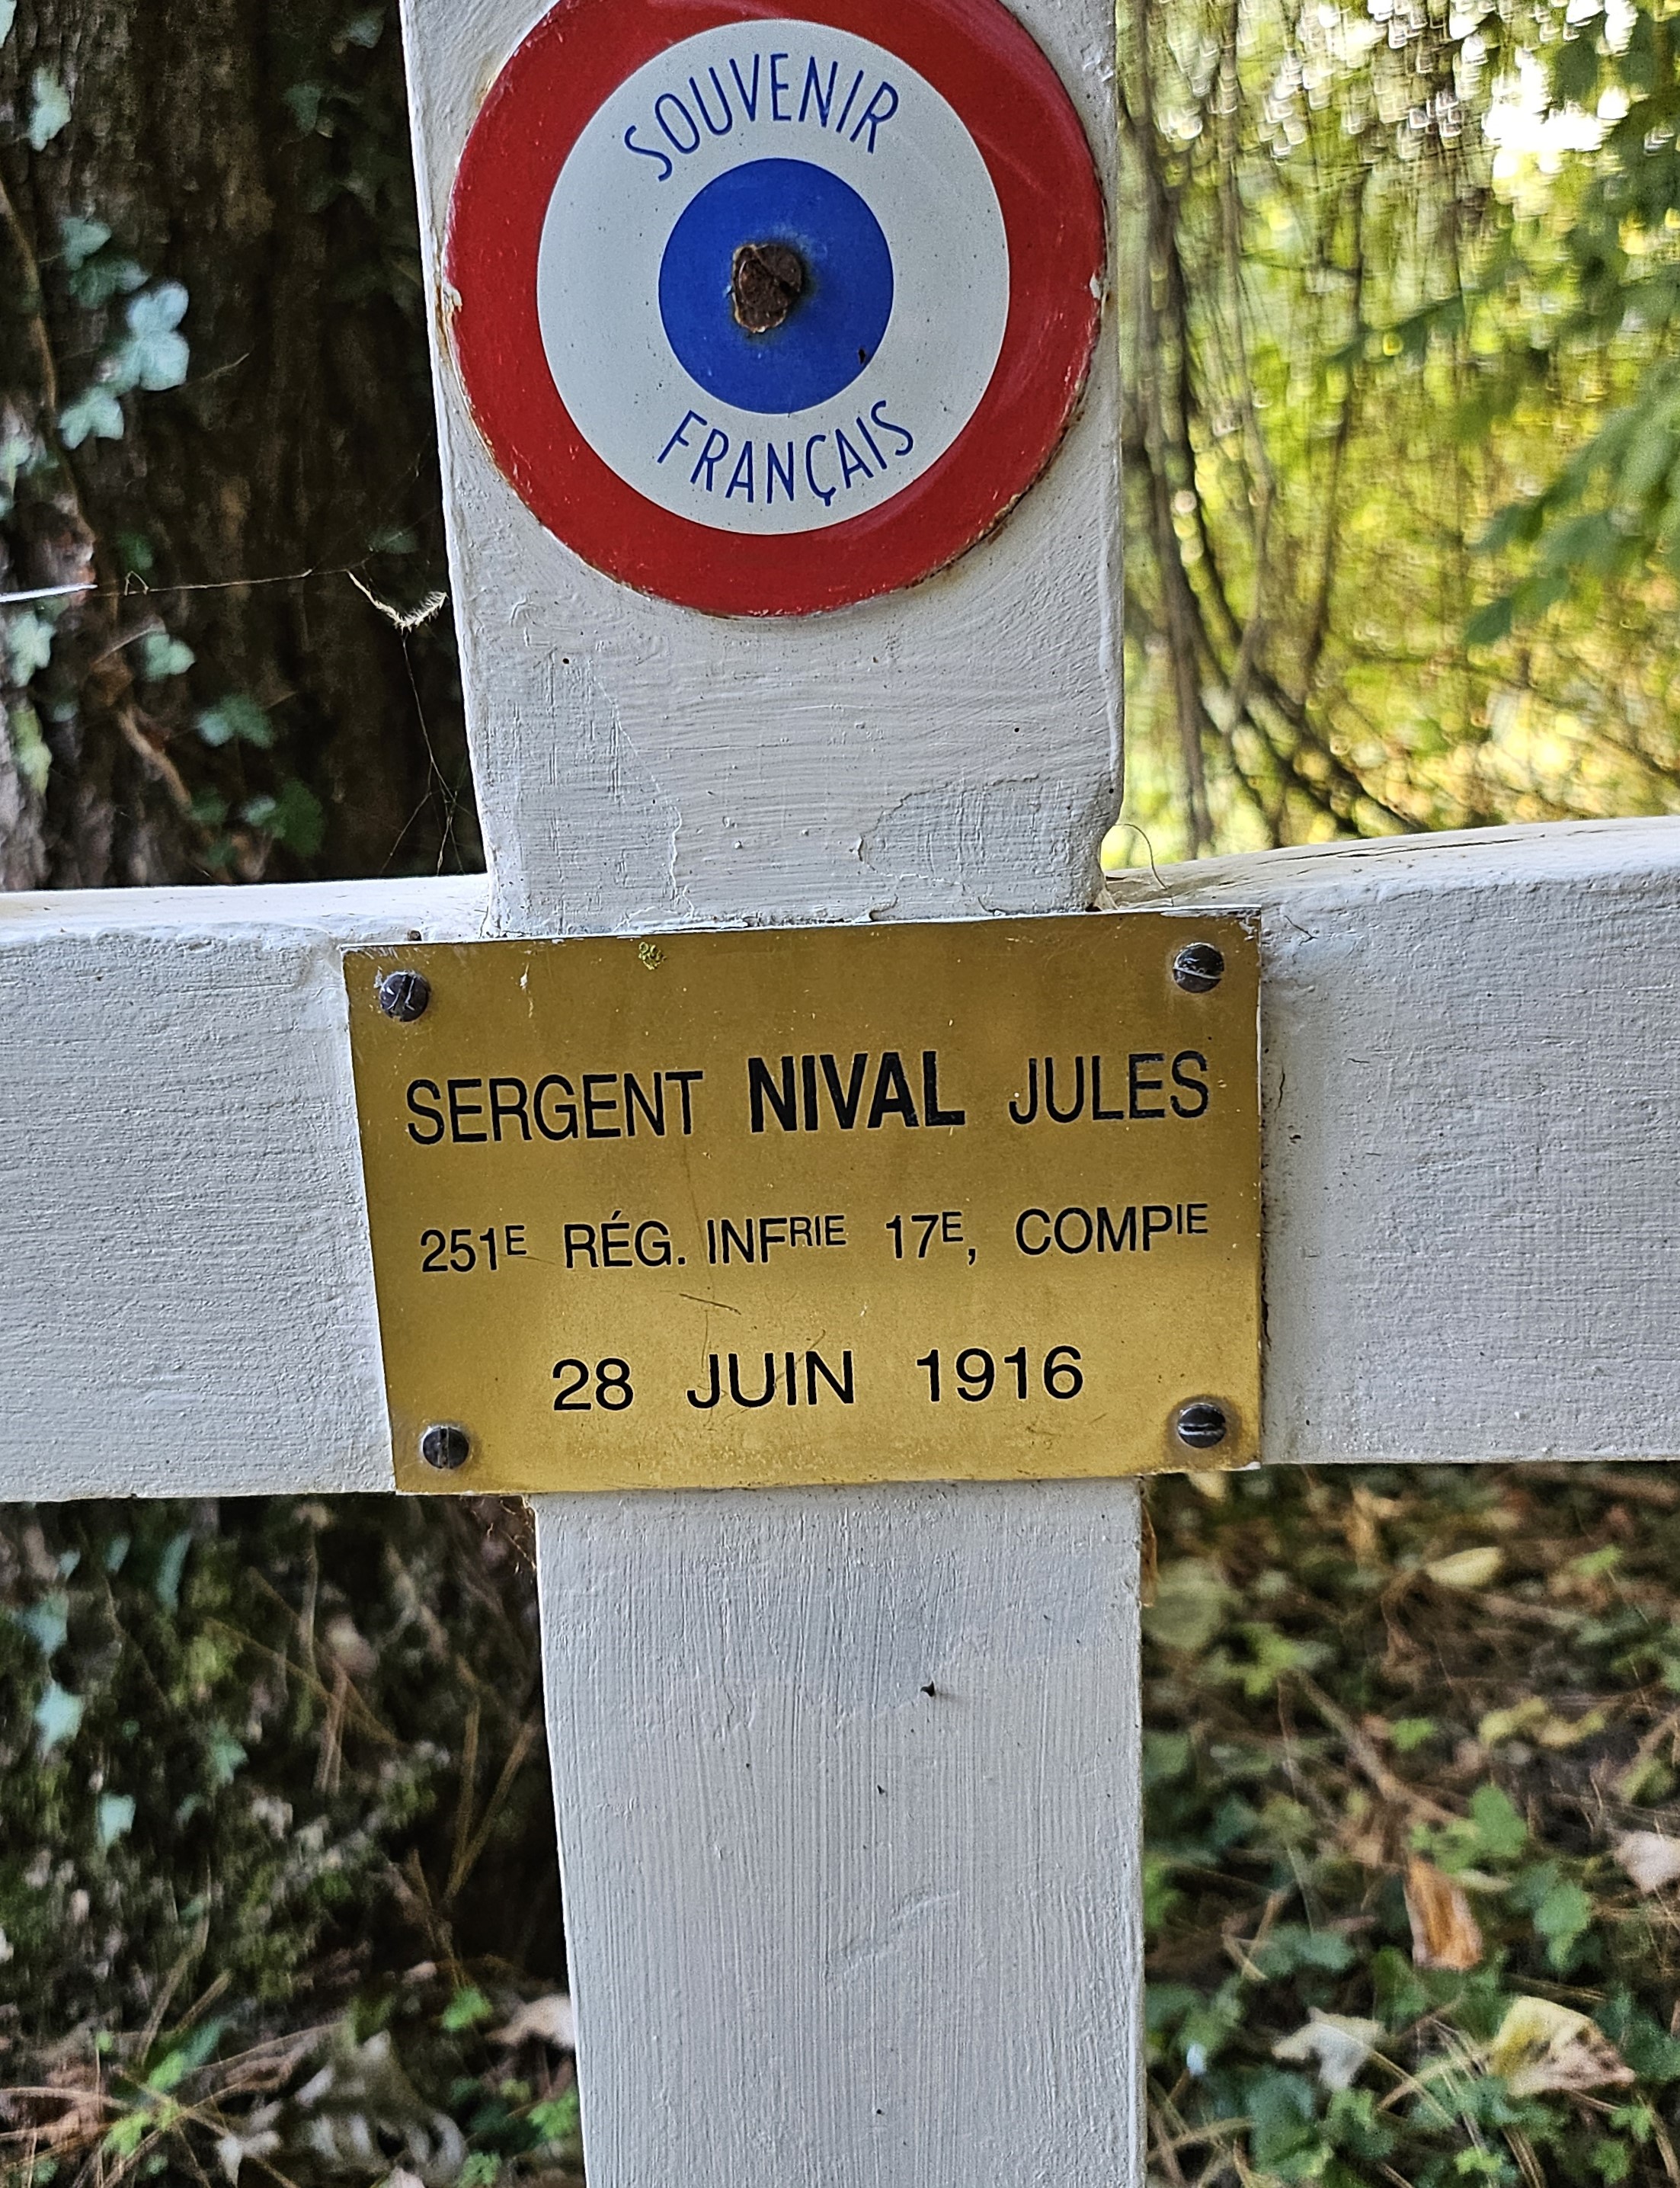 SOUVENIR
FRANÇAIS
SERGENT NIVAL JULES
251E RÉG. INFRIE 17E, COMPIE
28 JUIN 1916